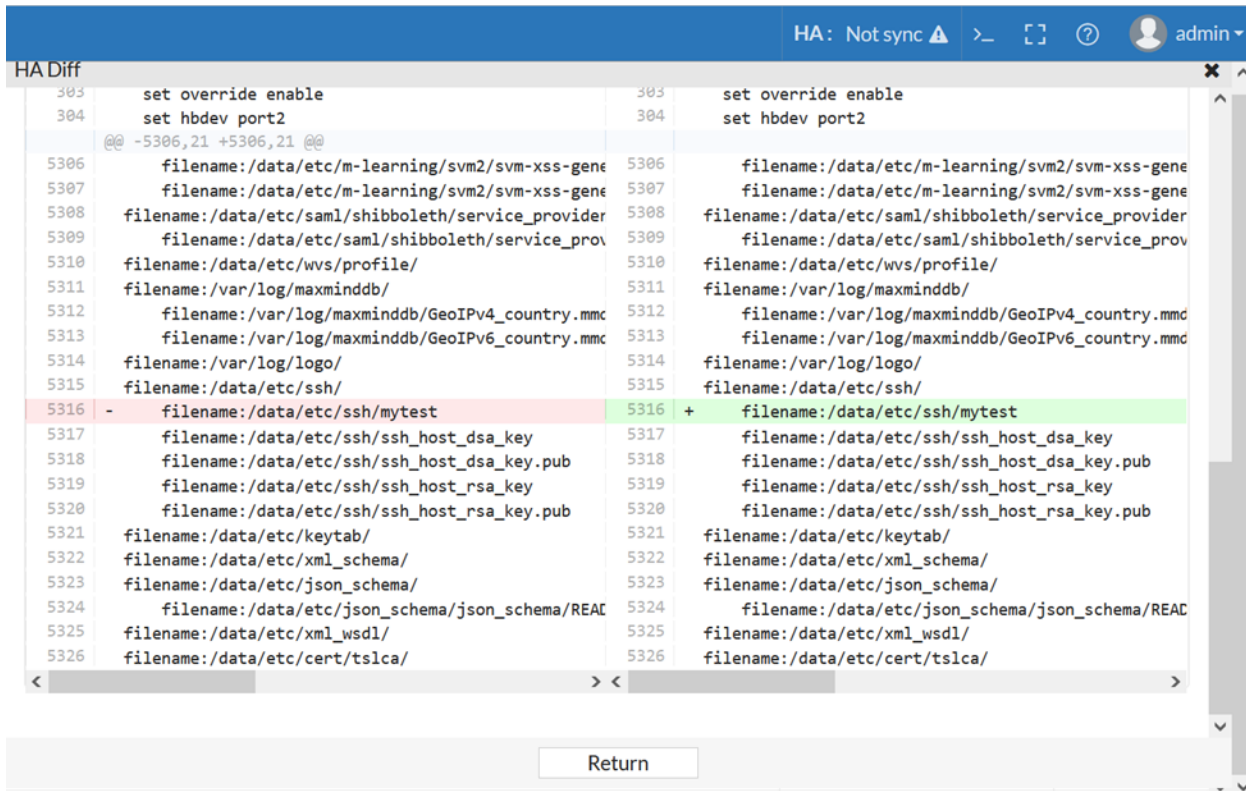 HA: Not sync >_ admin
HA Diff
303 set override enable 303 set override enable
304 set hbdev port2 304 set hbdev port2
@@ -5306,21 +5306,21 @@
5306 filename:/data/etc/m-learning/svm2/svm-xss-gene 5306 filename:/data/etc/m-learning/svm2/svm-xss-gene
5307 filename:/data/etc/m-learning/svm2/svm-xss-gene 5307 filename:/data/etc/m-learning/svm2/svm-xss-gene
5308 filename:/data/etc/saml/shibboleth/service_provider 5308 filename:/data/etc/saml/shibboleth/service_provider
5309 filename:/data/etc/saml/shibboleth/service_prov 5309 filename:/data/etc/saml/shibboleth/service_prov
5310 filename:/data/etc/wvs/profile/ 5310 filename:/data/etc/wvs/profile/
5311 filename:/var/log/maxminddb/ 5311 filename:/var/log/maxminddb/
5312 filename:/var/log/maxminddb/GeoIPv4_country.mmd 5312 filename:/var/log/maxminddb/GeoIPv4_country.mmd
5313 filename:/var/log/maxminddb/GeoIPv6_country.mmd 5313 filename:/var/log/maxminddb/GeoIPv6_country.mmd
5314 filename:/var/log/logo/ 5314 filename:/var/log/logo/
5315 filename:/data/etc/ssh/ 5315 filename:/data/etc/ssh/
5316 - filename:/data/etc/ssh/mytest 5316 + filename:/data/etc/ssh/mytest
5317 filename:/data/etc/ssh/ssh_host_dsa_key 5317 filename:/data/etc/ssh/ssh_host_dsa_key
5318 filename:/data/etc/ssh/ssh_host_dsa_key.pub 5318 filename:/data/etc/ssh/ssh_host_dsa_key.pub
5319 filename:/data/etc/ssh/ssh_host_rsa_key 5319 filename:/data/etc/ssh/ssh_host_rsa_key
5320 filename:/data/etc/ssh/ssh_host_rsa_key.pub 5320 filename:/data/etc/ssh/ssh_host_rsa_key.pub
5321 filename:/data/etc/keytab/ 5321 filename:/data/etc/keytab/
5322 filename:/data/etc/xml_schema/ 5322 filename:/data/etc/xml_schema/
5323 filename:/data/etc/json_schema/ 5323 filename:/data/etc/json_schema/
5324 filename:/data/etc/json_schema/json_schema/READ 5324 filename:/data/etc/json_schema/json_schema/READ
5325 filename:/data/etc/xml_wsdl/ 5325 filename:/data/etc/xml_wsdl/
5326 filename:/data/etc/cert/tslca/ 5326 filename:/data/etc/cert/tslca/
Return